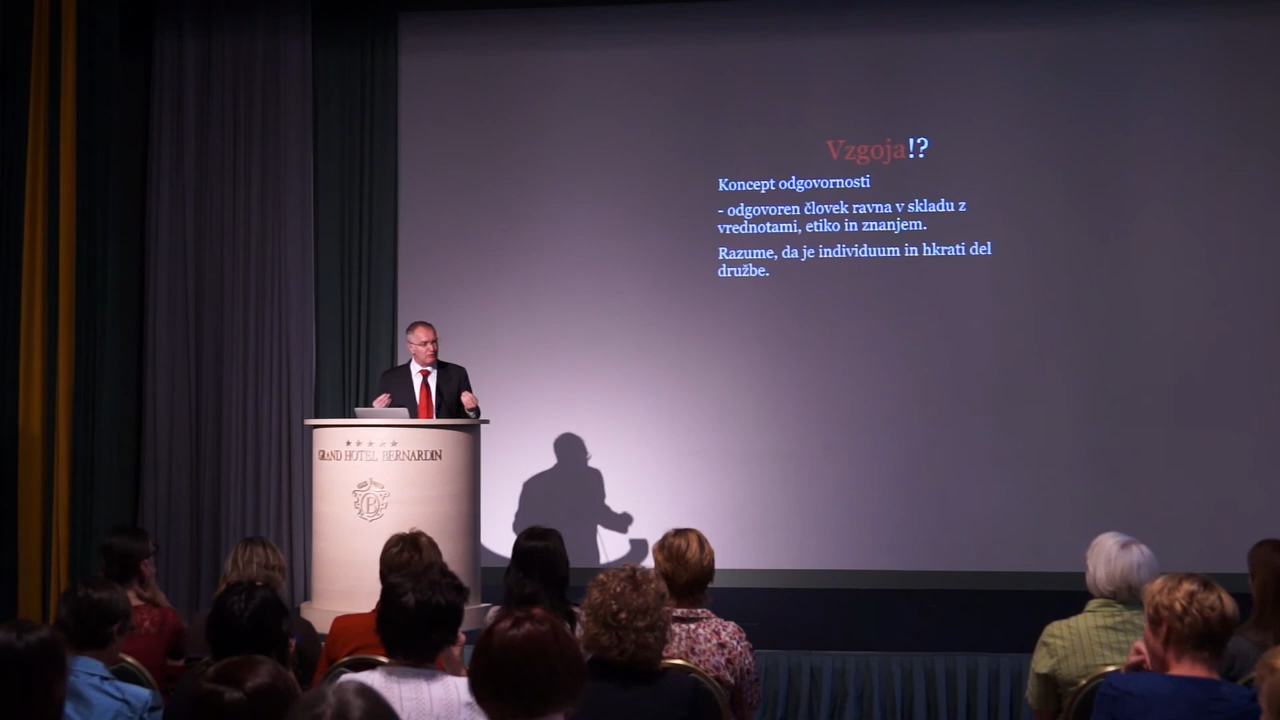 Vzgoja!?
Koncept odgovornosti
- odgovoren človek ravna v skladu z
vrednotami, etiko in znanjem.
Razume, da je individuum in hkrati del
družbe.
GRAND HOTEL BERNARDIN
B